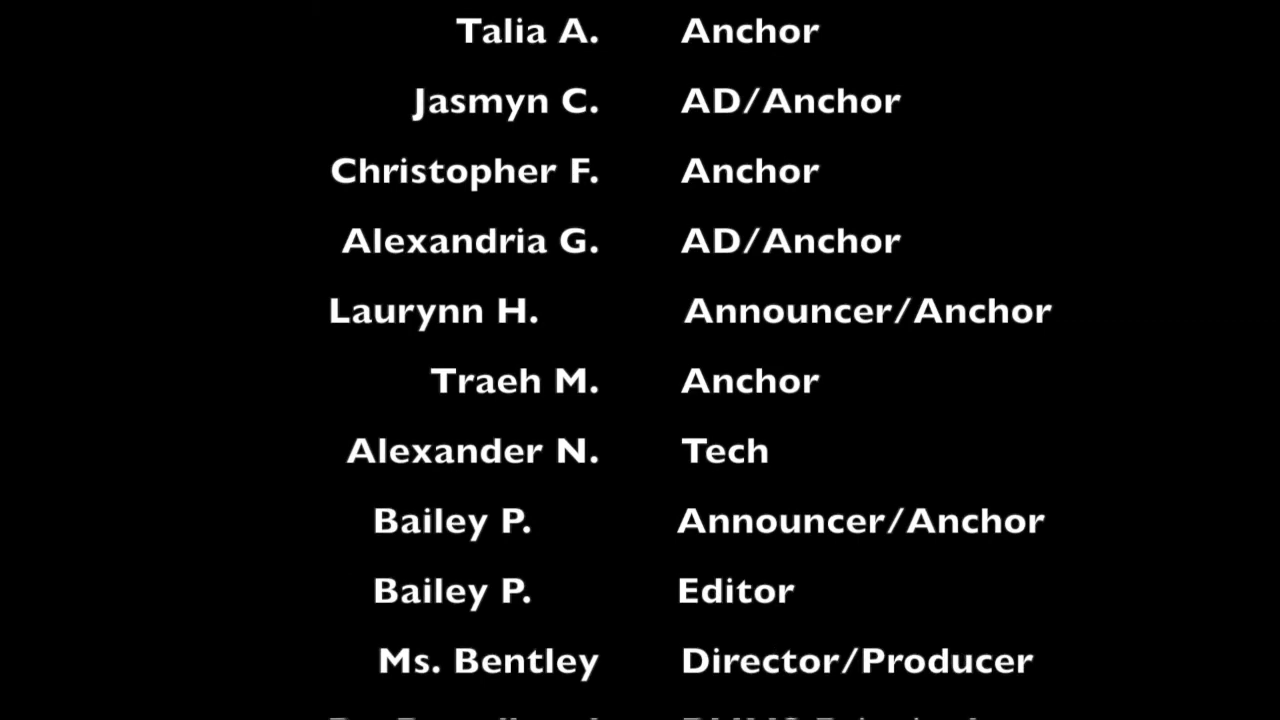 Talia A. Anchor
Jasmyn C. AD/Anchor
Christopher F. Anchor
Alexandria G. AD/Anchor
Laurynn H. Announcer/Anchor
Traeh M. Anchor
Alexander N. Tech
Bailey P. Announcer/Anchor
Bailey P. Editor
Ms. Bentley Director/Producer